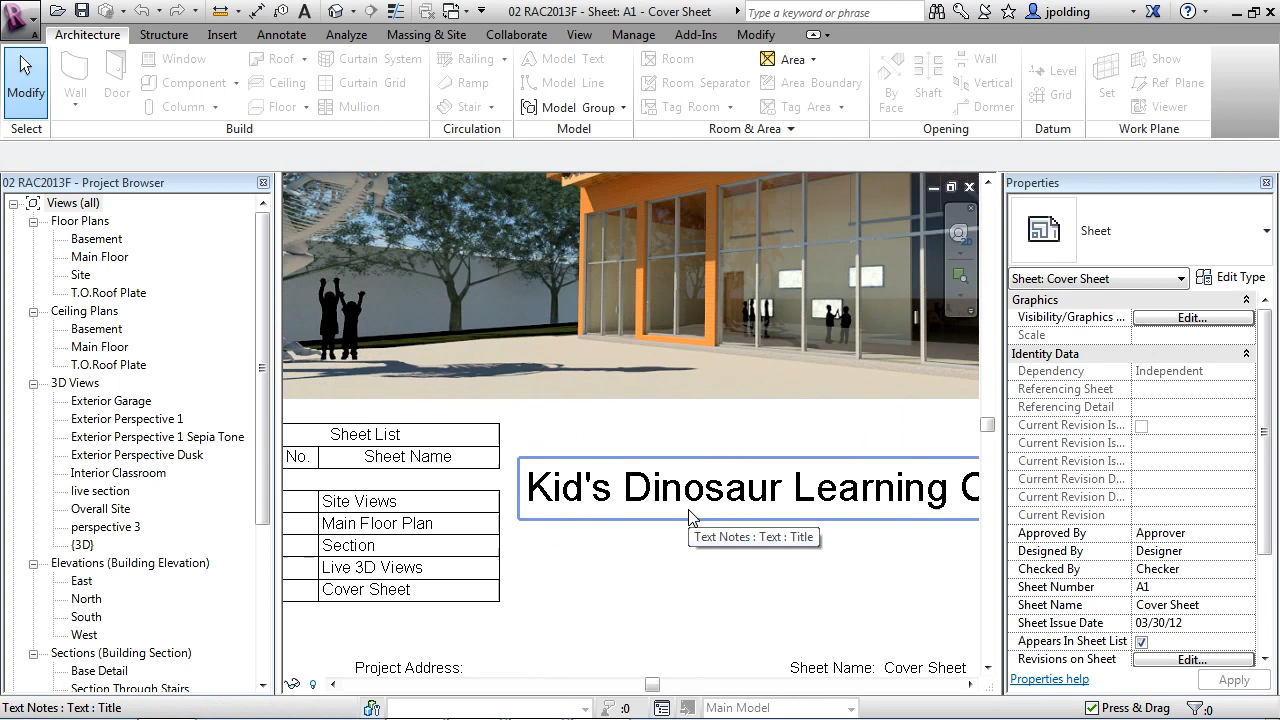 02 RAC2013F - Sheet: A1 - Cover Sheet
Type a keyword or phrase
jpolding
Architecture Structure Insert Annotate Analyze Massing & Site Collaborate View Manage Add-Ins Modify
Modify
Select
Wall
Door
Window
Component
Column
Roof
Ceiling
Floor
Curtain System
Curtain Grid
Mullion
Build
Railing
Ramp
Stair
Circulation
Model Text
Model Line
Model Group
Model
Room
Room Separator
Tag Room
Area
Area Boundary
Tag Area
Room & Area
By Face
Shaft
Wall
Vertical
Dormer
Opening
Level
Grid
Datum
Set
Show
Ref Plane
Viewer
Work Plane
02 RAC2013F - Project Browser
Views (all)
Floor Plans
Basement
Main Floor
Site
T.O.Roof Plate
Ceiling Plans
Basement
Main Floor
T.O.Roof Plate
3D Views
Exterior Garage
Exterior Perspective 1
Exterior Perspective 1 Sepia Tone
Exterior Perspective Dusk
Interior Classroom
live section
Overall Site
perspective 3
{3D}
Elevations (Building Elevation)
East
North
South
West
Sections (Building Section)
Base Detail
Section Through Stairs
2D
Sheet List
No. Sheet Name
Site Views
Main Floor Plan
Section
Live 3D Views
Cover Sheet
Kid's Dinosaur Learning C
Text Notes : Text : Title
Project Address:
Sheet Name: Cover Sheet
Properties
Sheet
Sheet: Cover Sheet
Edit Type
Graphics
Visibility/Graphics ... Edit...
Scale
Identity Data
Dependency Independent
Referencing Sheet
Referencing Detail
Current Revision Is...
Current Revision Is...
Current Revision Is...
Current Revision D...
Current Revision D...
Current Revision
Approved By Approver
Designed By Designer
Checked By Checker
Sheet Number A1
Sheet Name Cover Sheet
Sheet Issue Date 03/30/12
Appears In Sheet List
Revisions on Sheet Edit...
Properties help
Apply
Text Notes : Text : Title
:0
Main Model
Press & Drag
:0